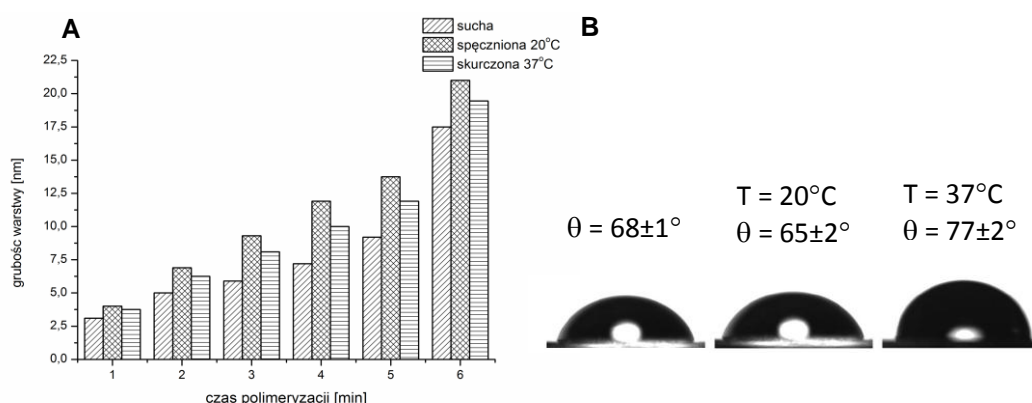 A
sucha
spęczniona 20°C
skurczona 37°C
22,5
20,0
17,5
15,0
12,5
10,0
7,5
5,0
2,5
0,0
grubość warstwy [nm]
1 2 3 4 5 6
czas polimeryzacji [min]
B
θ = 68±1°
T = 20°C
θ = 65±2°
T = 37°C
θ = 77±2°